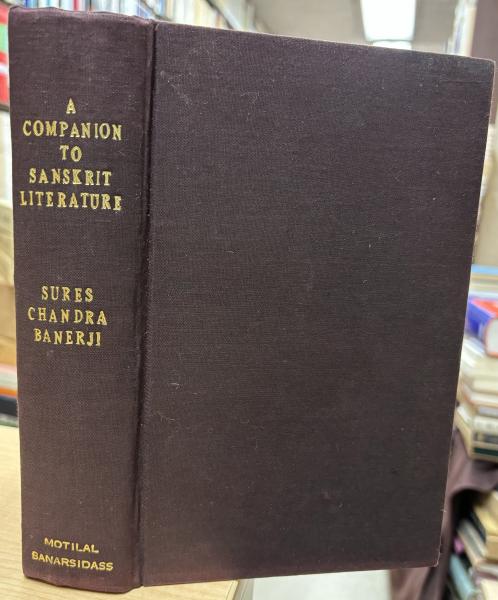 A
COMPANION
TO
SANSKRIT
LITERATURE
SURES
CHANDRA
BANERJI
MOTILAL
BANARSIDASS